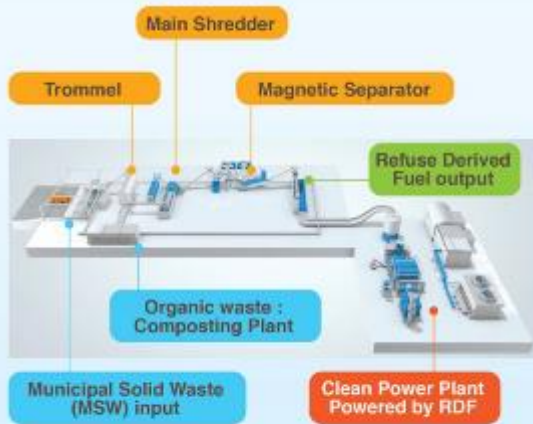 Main Shredder
Trommel
Magnetic Separator
Refuse Derived
Fuel output
Organic waste :
Composting Plant
Municipal Solid Waste
(MSW) input
Clean Power Plant
Powered by RDF